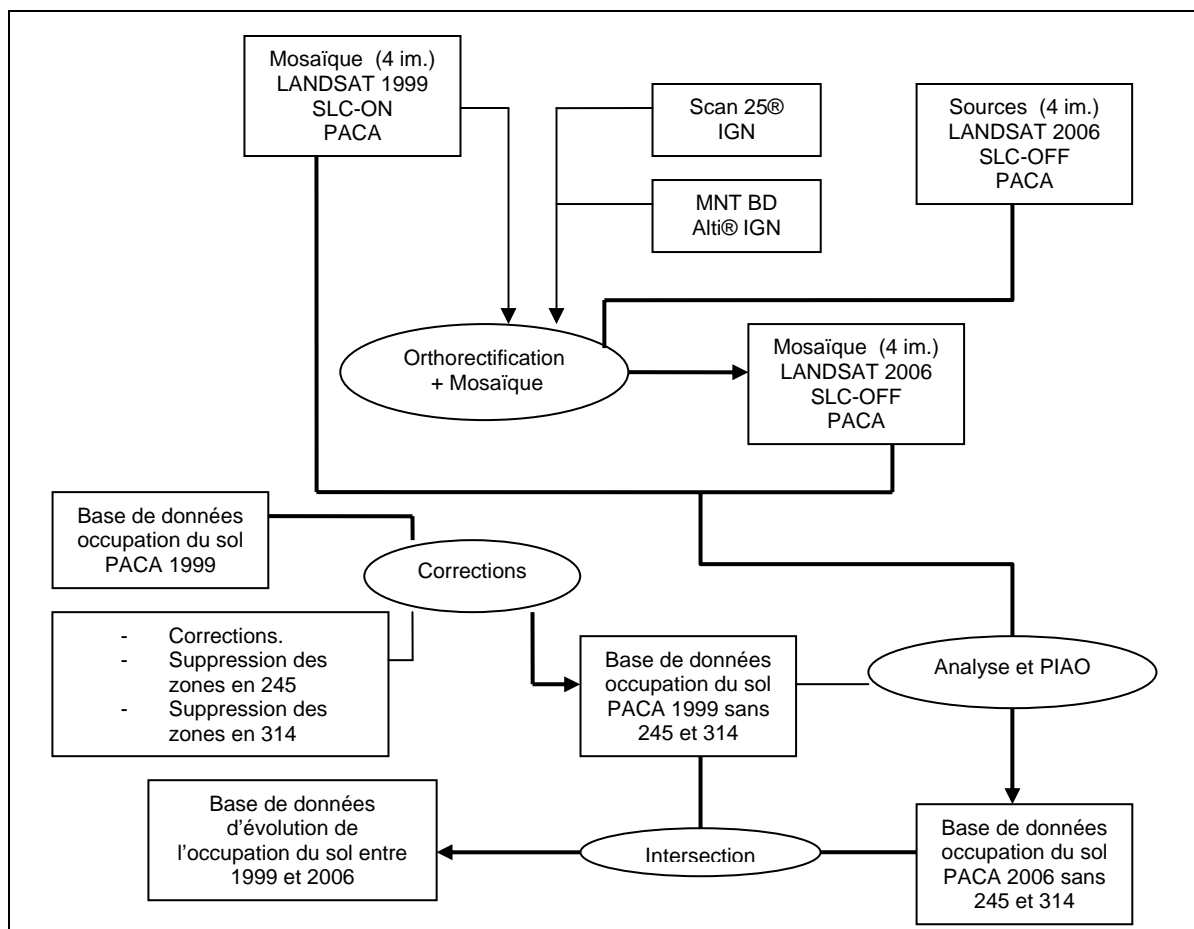 Mosaïque (4 im.)
LANDSAT 1999
SLC-ON
PACA
Scan 25®
IGN
Sources (4 im.)
LANDSAT 2006
SLC-OFF
PACA
MNT BD
Alti® IGN
Orthorectification
+ Mosaïque
Mosaïque (4 im.)
LANDSAT 2006
SLC-OFF
PACA
Base de données
occupation du sol
PACA 1999
Corrections
- Corrections.
- Suppression des
zones en 245
- Suppression des
zones en 314
Base de données
occupation du sol
PACA 1999 sans
245 et 314
Analyse et PIAO
Base de données
d'évolution de
l'occupation du sol entre
1999 et 2006
Intersection
Base de données
occupation du sol
PACA 2006 sans
245 et 314